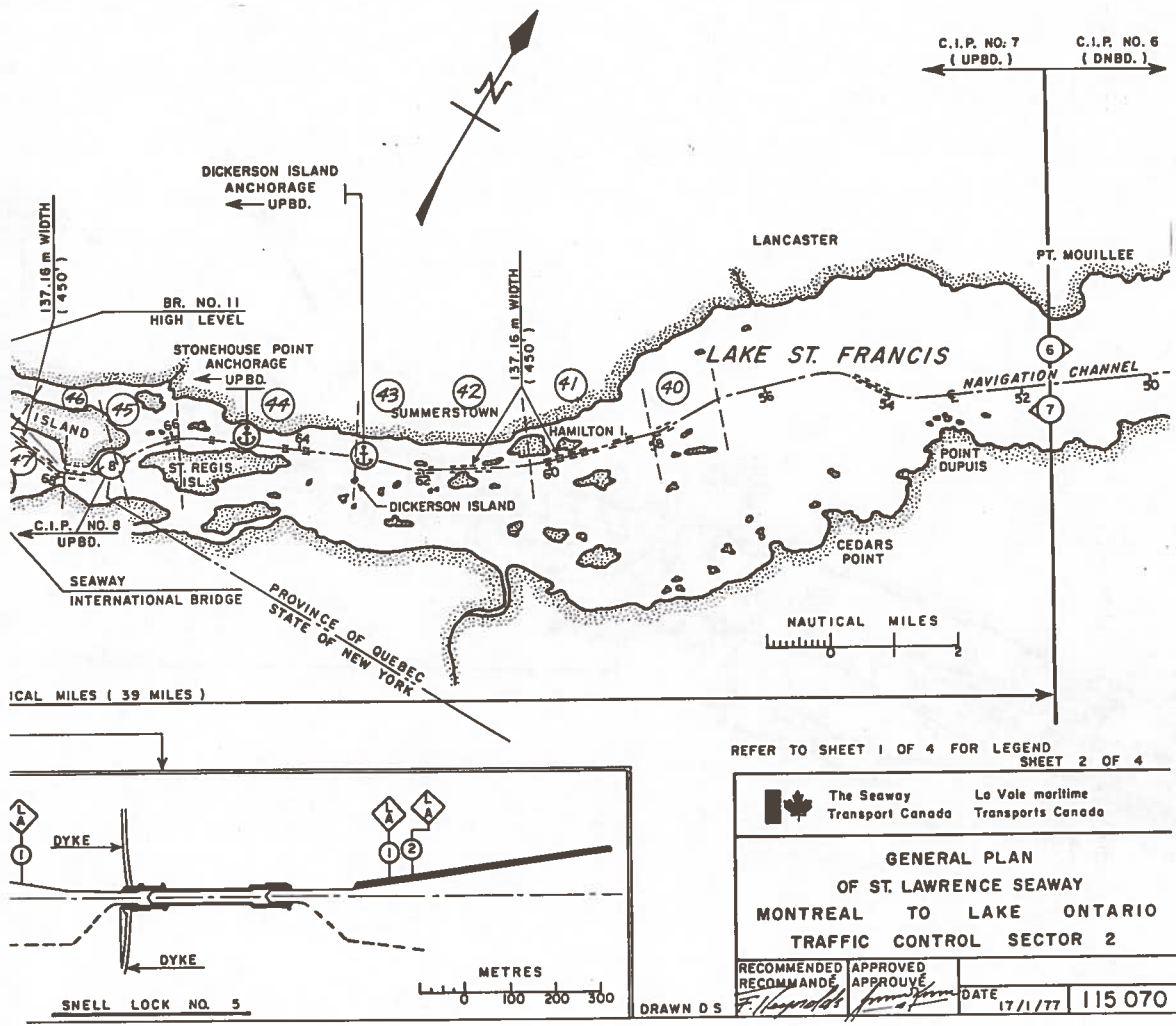 C.I.P. NO. 7
( UPBD. )
C.I.P. NO. 6
( DNBD. )
N
DICKERSON ISLAND
ANCHORAGE
UPBD.
137.16 m WIDTH
( 450' )
BR. NO. 11
HIGH LEVEL
STONEHOUSE POINT
ANCHORAGE
UPBD.
137.16 m WIDTH
( 450' )
LANCASTER
PT. MOUILLEE
LAKE ST. FRANCIS
NAVIGATION CHANNEL
6
7
46
45
44
43
42
41
40
47
SUMMERSTOWN
HAMILTON I.
ISLAND
8
66
64
62
60
58
56
54
52
50
68
ST. REGIS
ISL.
DICKERSON ISLAND
POINT
DUPUIS
CEDARS
POINT
C.I.P. NO. 8
UPBD.
SEAWAY
INTERNATIONAL BRIDGE
PROVINCE OF QUEBEC
STATE OF NEW YORK
NAUTICAL MILES
0 1 2
ICAL MILES ( 39 MILES )
REFER TO SHEET 1 OF 4 FOR LEGEND
SHEET 2 OF 4
L A
1
L A
1
L A
2
DYKE
DYKE
METRES
0 100 200 300
SNELL LOCK NO. 5
DRAWN D S
The Seaway
Transport Canada
La Voie maritime
Transports Canada
GENERAL PLAN
OF ST. LAWRENCE SEAWAY
MONTREAL TO LAKE ONTARIO
TRAFFIC CONTROL SECTOR 2
RECOMMENDED
RECOMMANDÉ
F. Reynolds
APPROVED
APPROUVÉ
DATE 17/1/77
115 070